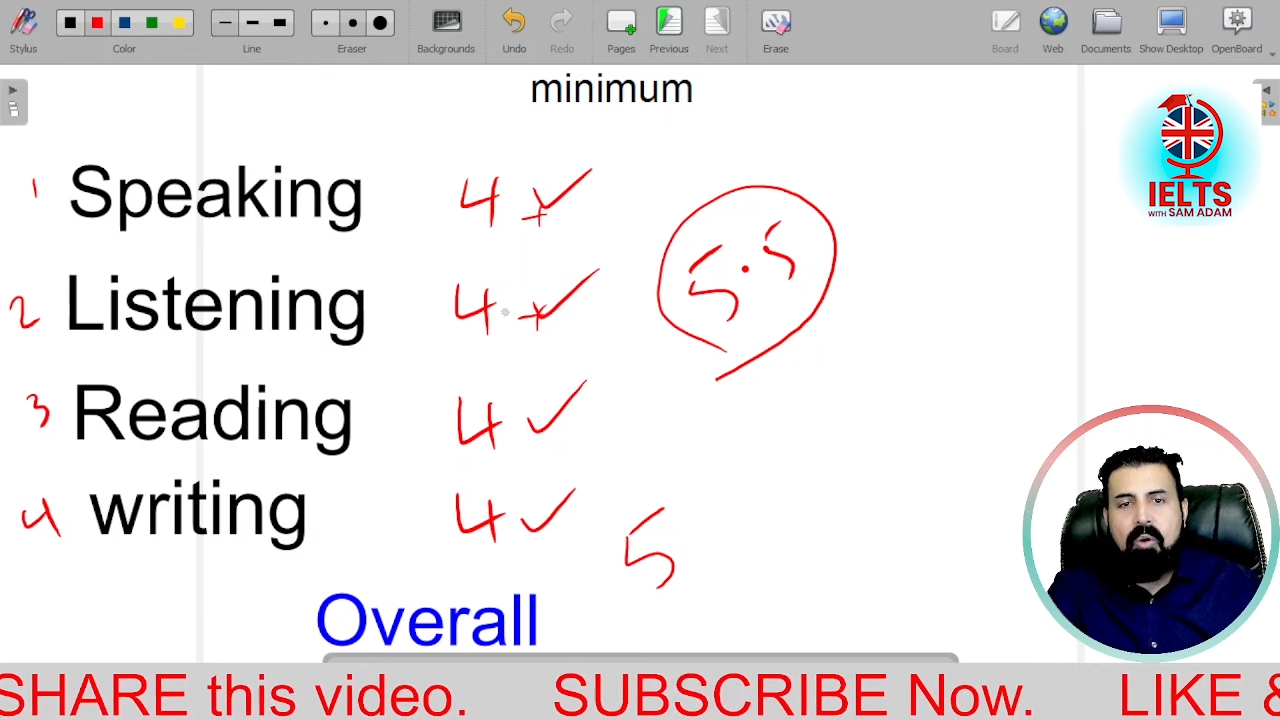 Stylus Color Line Eraser Backgrounds Undo Redo Pages Previous Next Erase Board Web Documents Show Desktop OpenBoard
minimum
IELTS
WITH SAM ADAM
1 Speaking 4 +
2 Listening 4 +
3 Reading 4
4 writing 4
5.5
5
Overall
SHARE this video. SUBSCRIBE Now. LIKE &